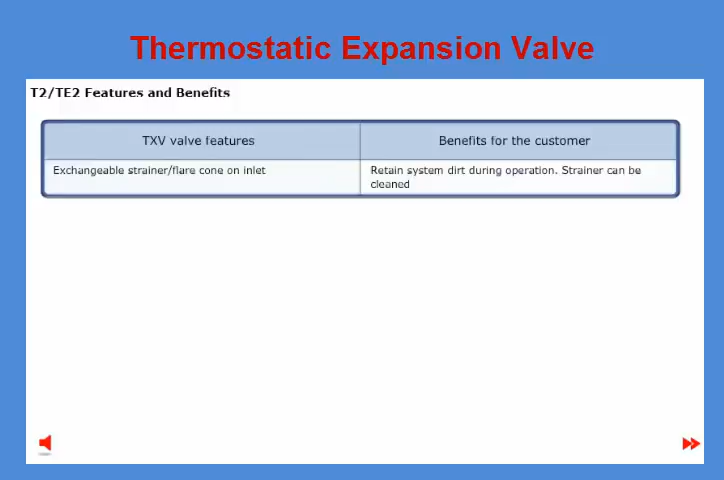 Thermostatic Expansion Valve
T2/TE2 Features and Benefits
TXV valve features
Benefits for the customer
Exchangeable strainer/flare cone on inlet
Retain system dirt during operation. Strainer can be
cleaned